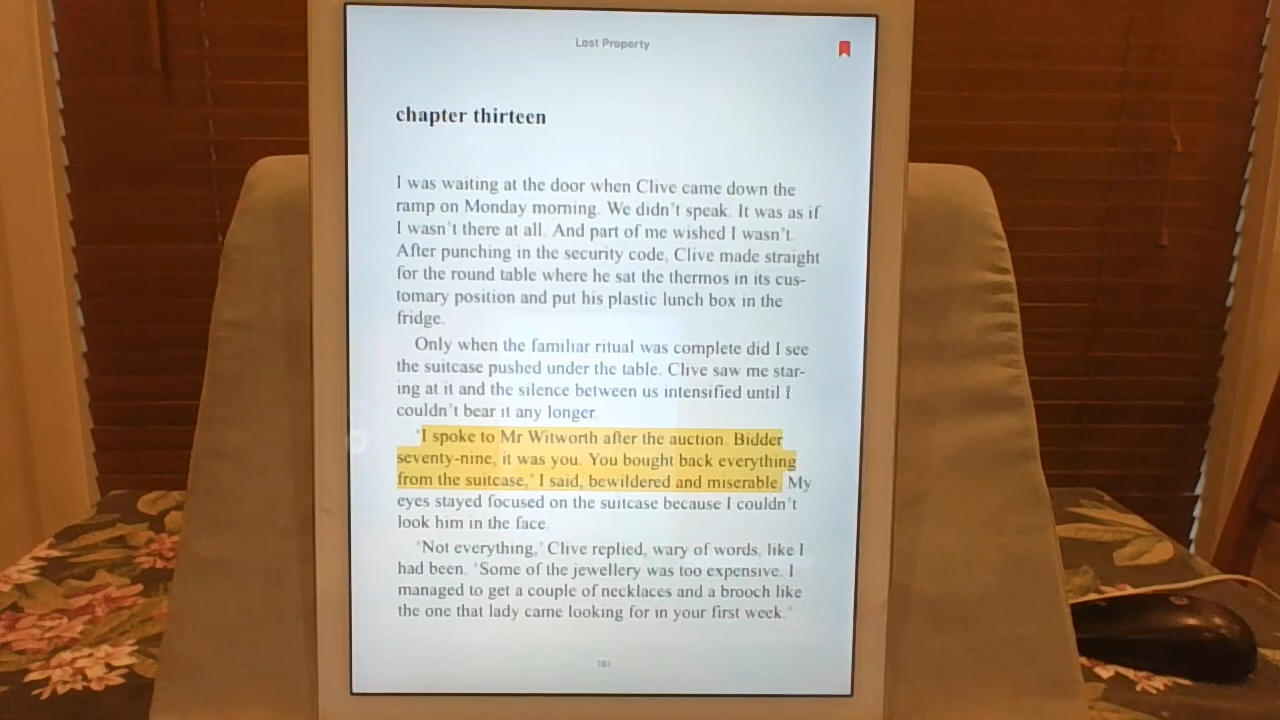 Lost Property
chapter thirteen
I was waiting at the door when Clive came down the
ramp on Monday morning. We didn't speak. It was as if
I wasn't there at all. And part of me wished I wasn't.
After punching in the security code, Clive made straight
for the round table where he sat the thermos in its cus-
tomary position and put his plastic lunch box in the
fridge.
Only when the familiar ritual was complete did I see
the suitcase pushed under the table. Clive saw me star-
ing at it and the silence between us intensified until I
couldn't bear it any longer.
'I spoke to Mr Witworth after the auction. Bidder
seventy-nine, it was you. You bought back everything
from the suitcase,' I said, bewildered and miserable. My
eyes stayed focused on the suitcase because I couldn't
look him in the face.
'Not everything,' Clive replied, wary of words, like I
had been. 'Some of the jewellery was too expensive. I
managed to get a couple of necklaces and a brooch like
the one that lady came looking for in your first week.'
181